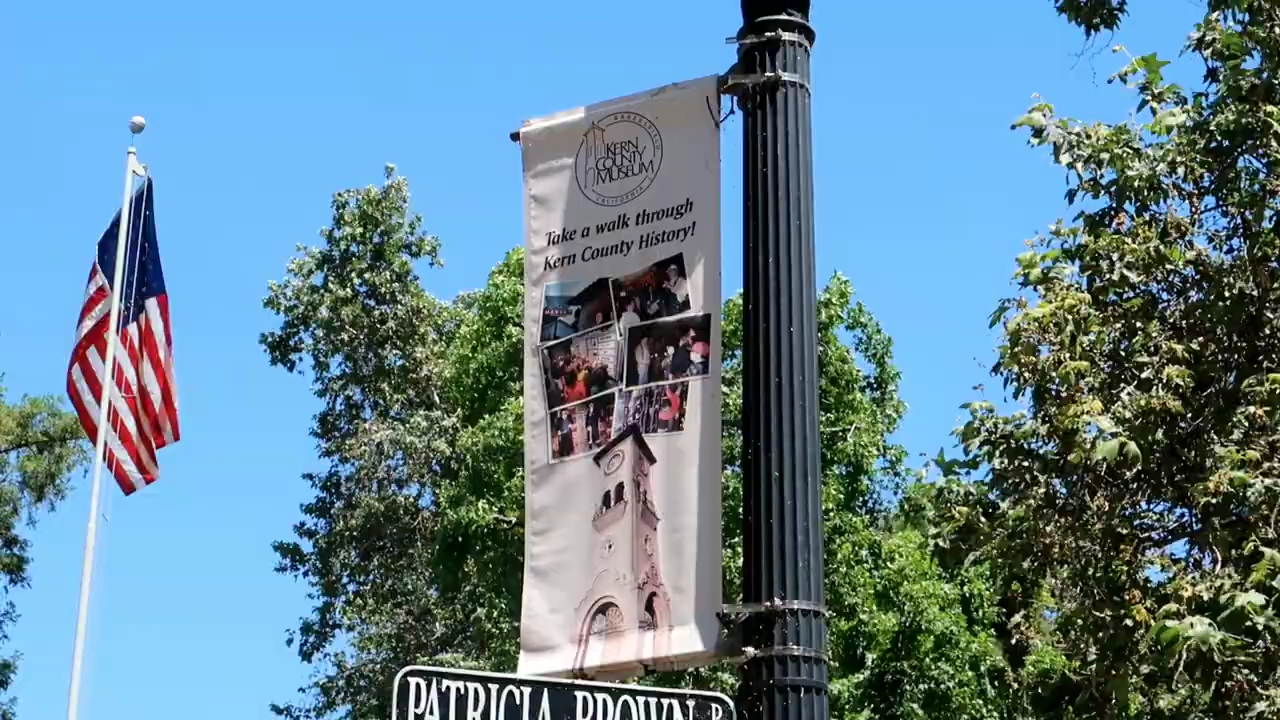 BAKERSFIELD
KERN
COUNTY
MUSEUM
CALIFORNIA
Take a walk through
Kern County History!
PATRICIA BROWN P